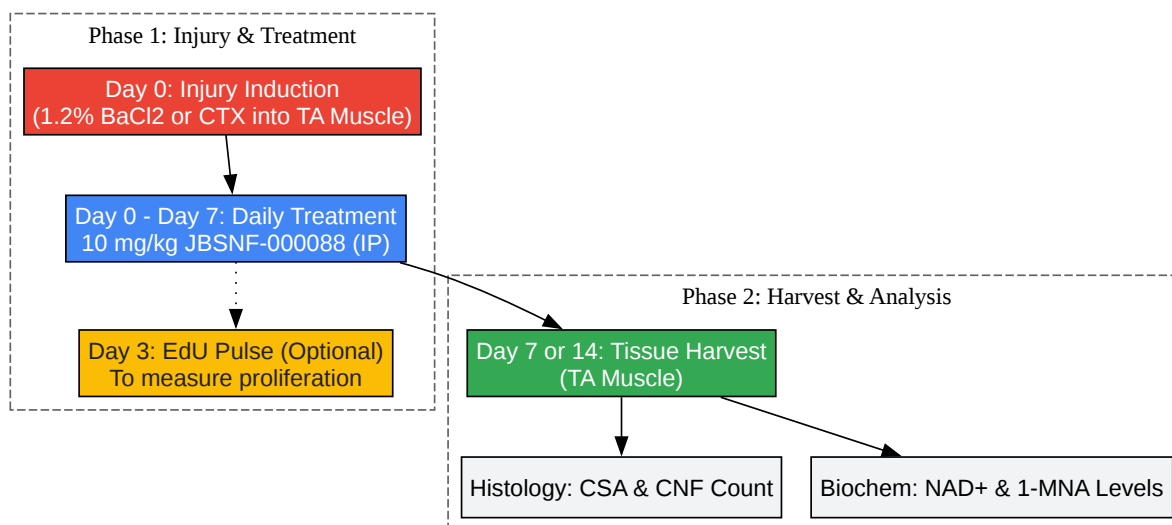 Phase 1: Injury & Treatment
Day 0: Injury Induction
(1.2% BaCl2 or CTX into TA Muscle)
Day 0 - Day 7: Daily Treatment
10 mg/kg JBSNF-000088 (IP)
Day 3: EdU Pulse (Optional)
To measure proliferation
Phase 2: Harvest & Analysis
Day 7 or 14: Tissue Harvest
(TA Muscle)
Histology: CSA & CNF Count
Biochem: NAD+ & 1-MNA Levels